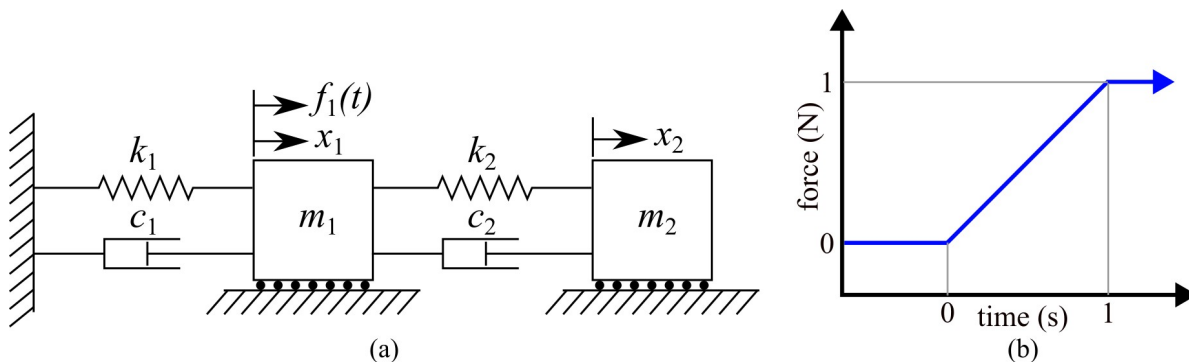 f₁(t)
x₁
k₁
c₁
m₁
k₂
c₂
x₂
m₂
(a)
force (N)
1
0
0 time (s) 1
(b)